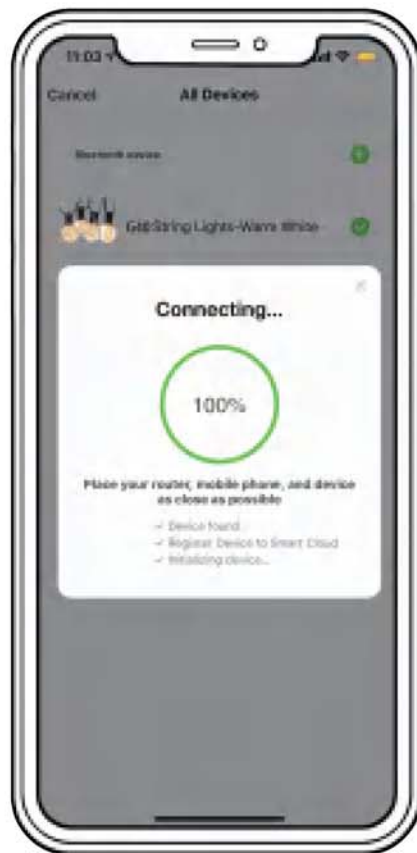 11:03
Cancel
All Devices
G40 String Lights-Warm White
Connecting...
100%
Place your router, mobile phone, and device
as close as possible
✓ Device found
✓ Register Device to Smart Cloud
✓ Initializing device...